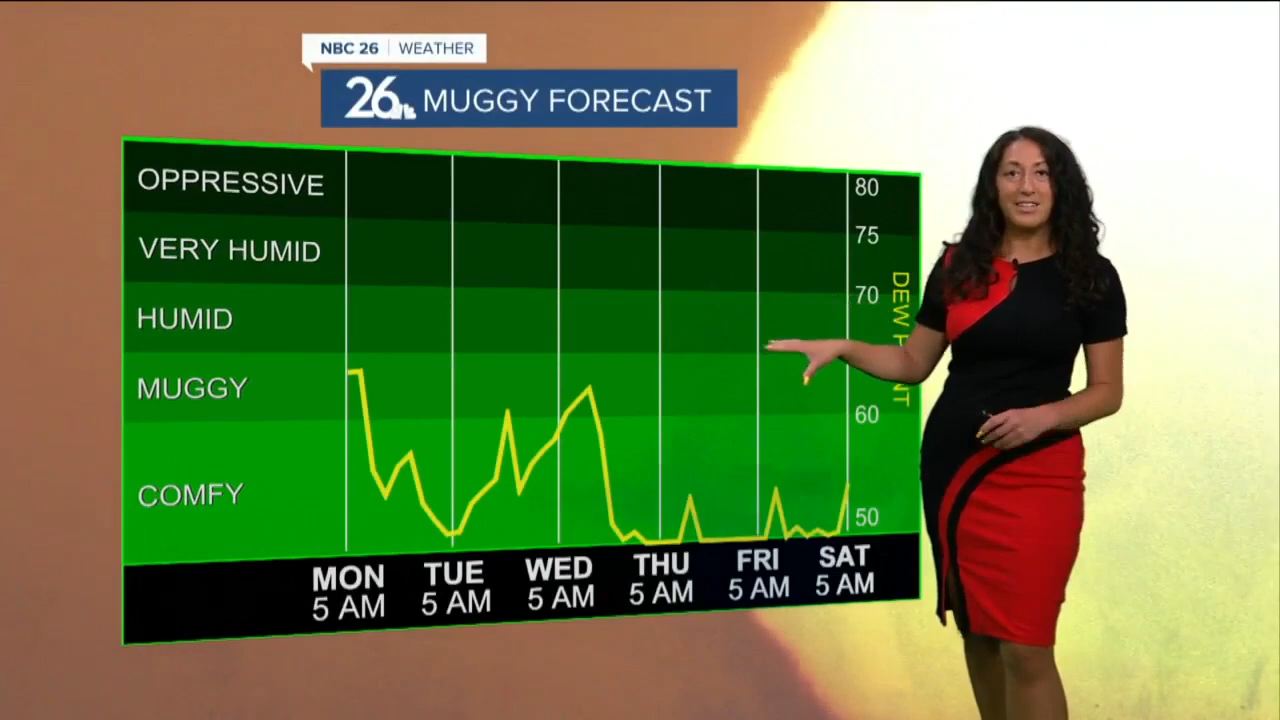 NBC 26 | WEATHER
26 MUGGY FORECAST
OPPRESSIVE
VERY HUMID
HUMID
MUGGY
COMFY
80
75
70
60
50
DEW
MON
5 AM
TUE
5 AM
WED
5 AM
THU
5 AM
FRI
5 AM
SAT
5 AM